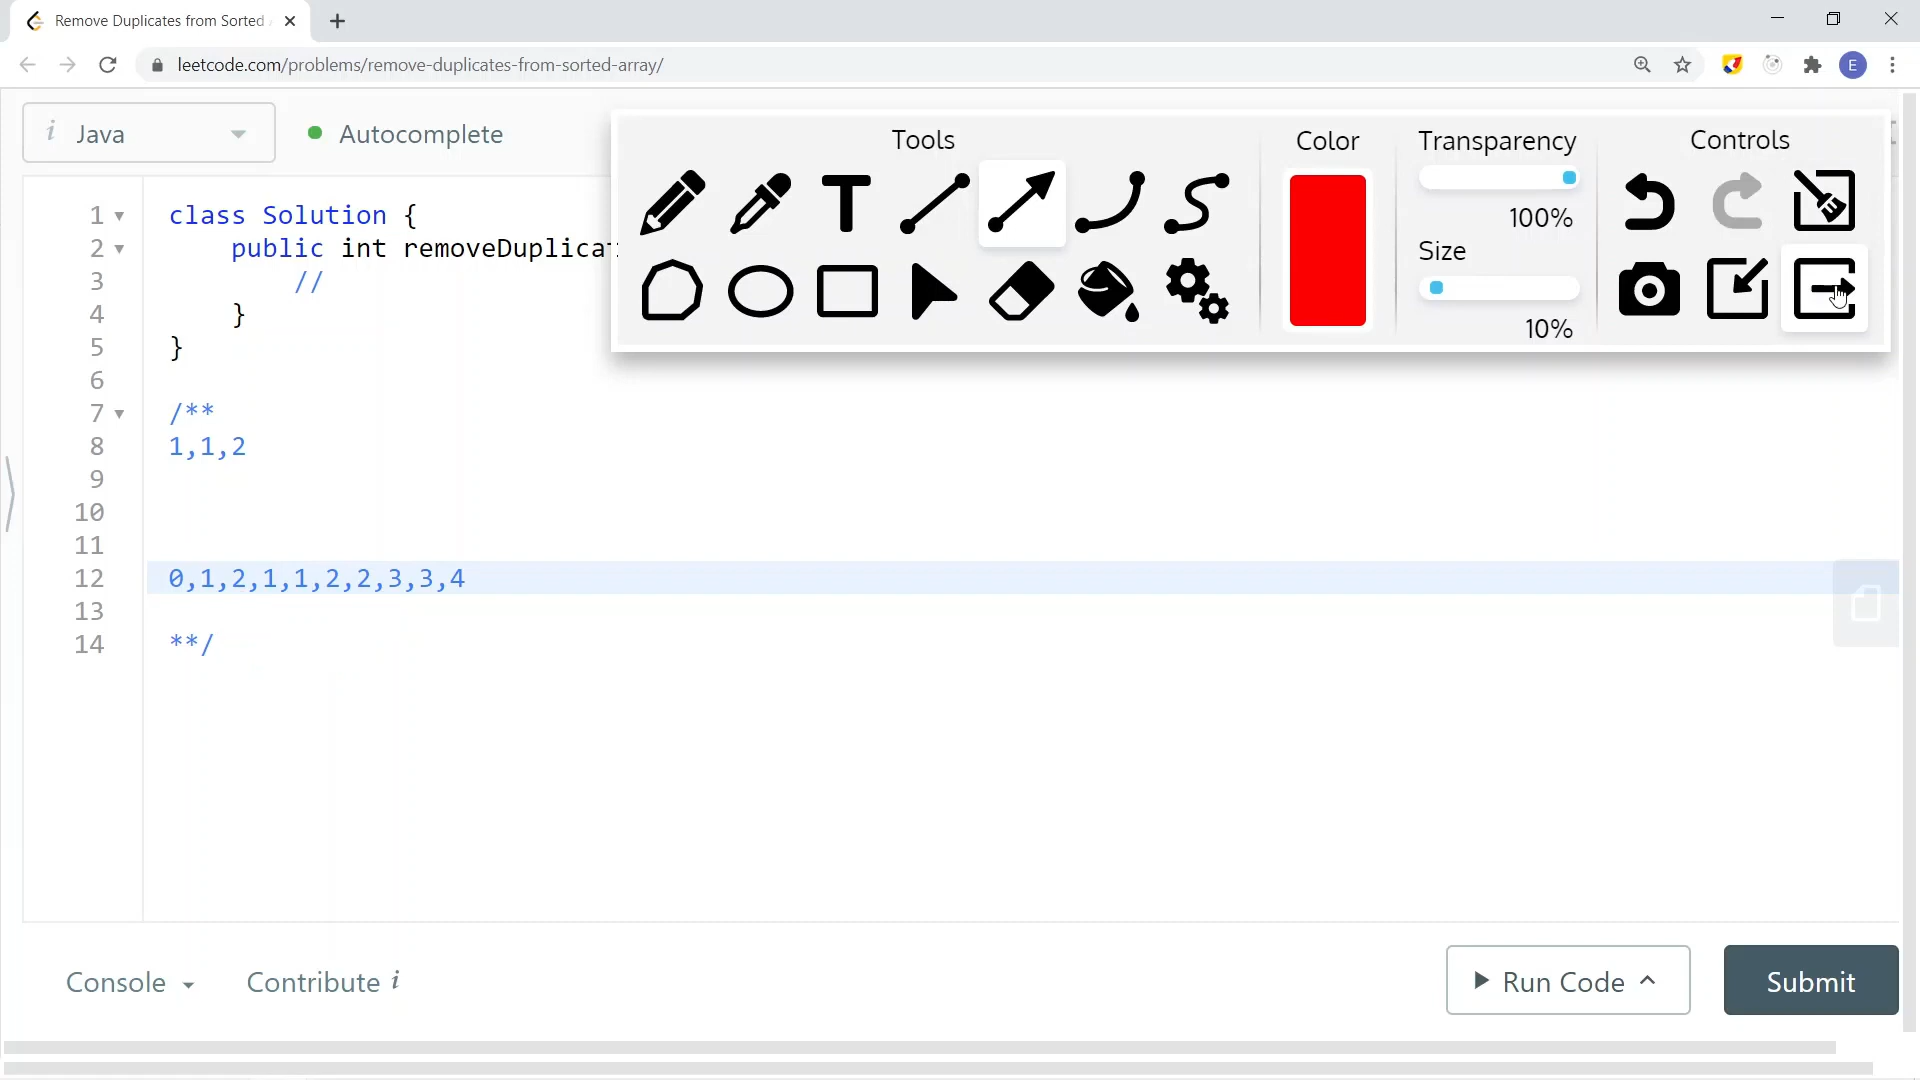 Remove Duplicates from Sorted
leetcode.com/problems/remove-duplicates-from-sorted-array/
E
i Java
Autocomplete
Tools
Color
Transparency
100%
Size
10%
Controls
1 class Solution {
2 public int removeDuplicat
3 //
4 }
5 }
6
7 /**
8 1,1,2
9
10
11
12 0,1,2,1,1,2,2,3,3,4
13
14 **/
Console
Contribute i
Run Code
Submit